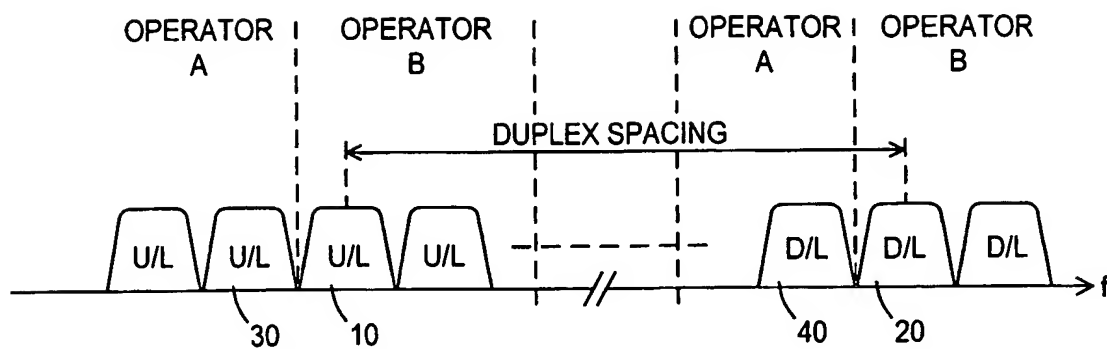 OPERATOR
A
OPERATOR
B
OPERATOR
A
OPERATOR
B
DUPLEX SPACING
U/L
U/L
U/L
U/L
D/L
D/L
D/L
f
30
10
40
20